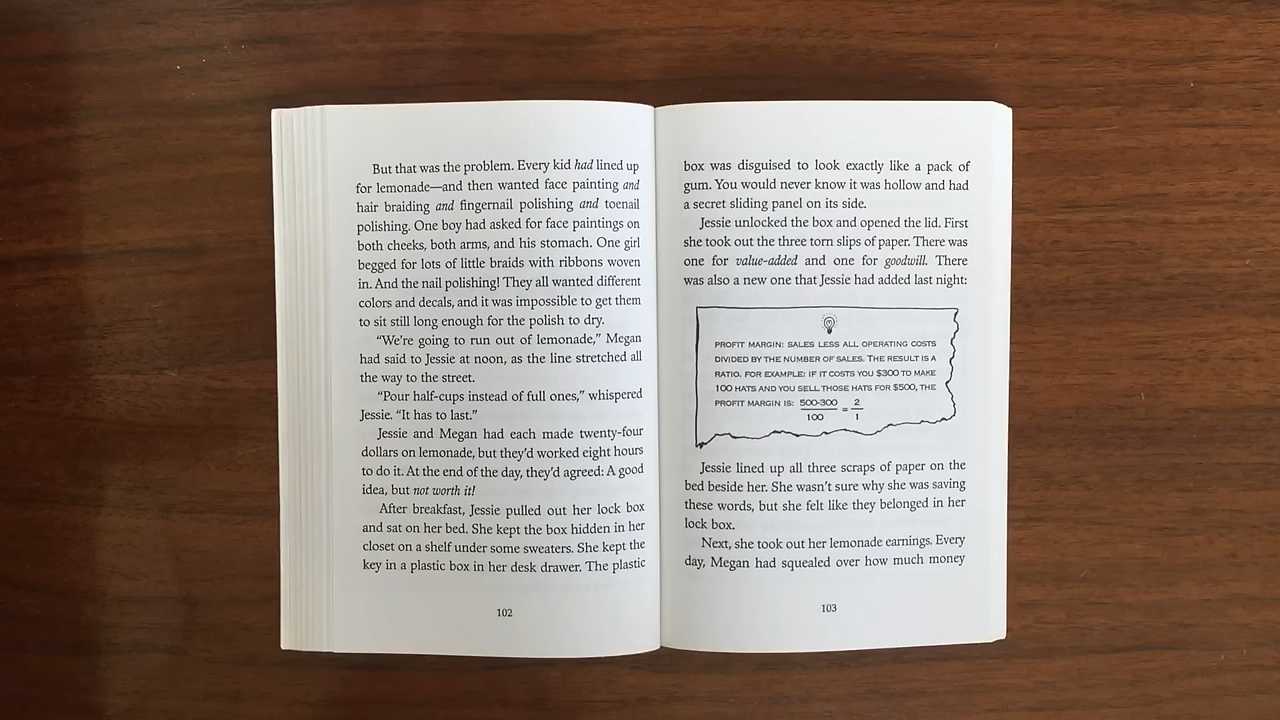 But that was the problem. Every kid had lined up
for lemonade—and then wanted face painting and
hair braiding and fingernail polishing and toenail
polishing. One boy had asked for face paintings on
both cheeks, both arms, and his stomach. One girl
begged for lots of little braids with ribbons woven
in. And the nail polishing! They all wanted different
colors and decals, and it was impossible to get them
to sit still long enough for the polish to dry.
“We’re going to run out of lemonade,” Megan
had said to Jessie at noon, as the line stretched all
the way to the street.
“Pour half-cups instead of full ones,” whispered
Jessie. “It has to last.”
Jessie and Megan had each made twenty-four
dollars on lemonade, but they’d worked eight hours
to do it. At the end of the day, they’d agreed: A good
idea, but not worth it!
After breakfast, Jessie pulled out her lock box
and sat on her bed. She kept the box hidden in her
closet on a shelf under some sweaters. She kept the
key in a plastic box in her desk drawer. The plastic
102
box was disguised to look exactly like a pack of
gum. You would never know it was hollow and had
a secret sliding panel on its side.
Jessie unlocked the box and opened the lid. First
she took out the three torn slips of paper. There was
one for value-added and one for goodwill. There
was also a new one that Jessie had added last night:
PROFIT MARGIN: SALES LESS ALL OPERATING COSTS
DIVIDED BY THE NUMBER OF SALES. THE RESULT IS A
RATIO. FOR EXAMPLE: IF IT COSTS YOU $300 TO MAKE
100 HATS AND YOU SELL THOSE HATS FOR $500, THE
PROFIT MARGIN IS: 500-300 = 2
100 1
Jessie lined up all three scraps of paper on the
bed beside her. She wasn’t sure why she was saving
these words, but she felt like they belonged in her
lock box.
Next, she took out her lemonade earnings. Every
day, Megan had squealed over how much money
103